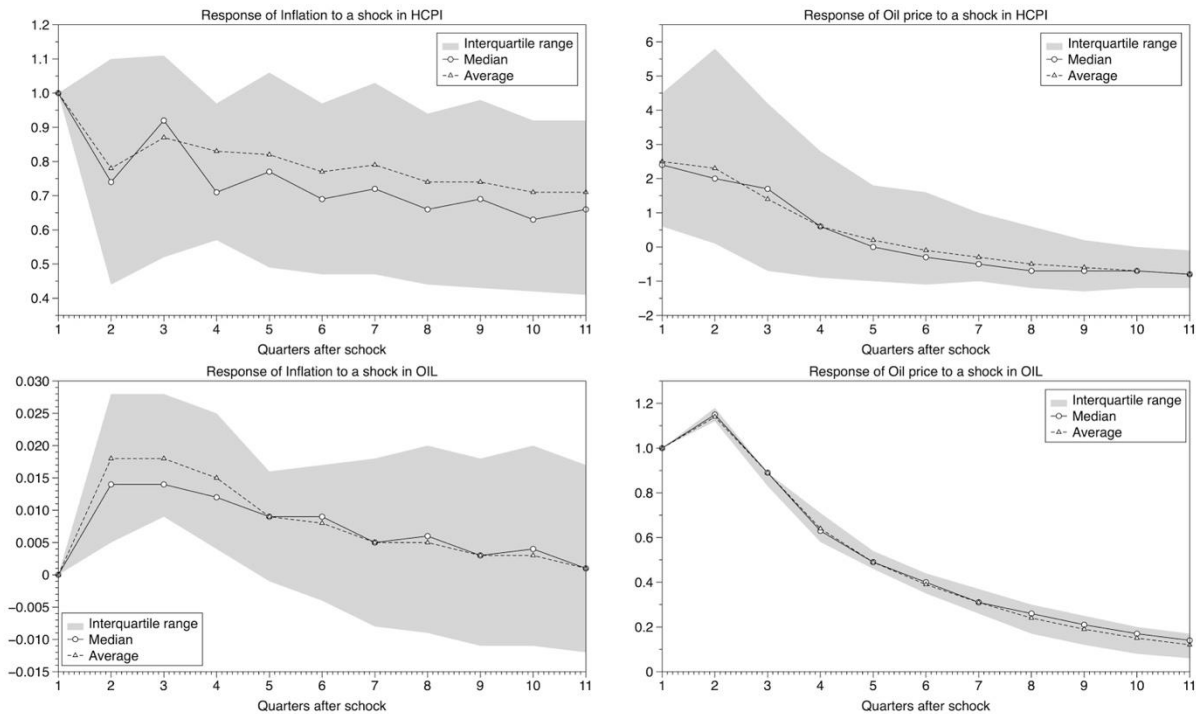 Response of Inflation to a shock in HCPI
1.2
1.1
1.0
0.9
0.8
0.7
0.6
0.5
0.4
Interquartile range
Median
Average
1 2 3 4 5 6 7 8 9 10 11
Quarters after schock
Response of Oil price to a shock in HCPI
6
5
4
3
2
1
0
−1
−2
Interquartile range
Median
Average
1 2 3 4 5 6 7 8 9 10 11
Quarters after schock
Response of Inflation to a shock in OIL
0.030
0.025
0.020
0.015
0.010
0.005
0
−0.005
−0.010
−0.015
Interquartile range
Median
Average
1 2 3 4 5 6 7 8 9 10 11
Quarters after schock
Response of Oil price to a shock in OIL
1.2
1.0
0.8
0.6
0.4
0.2
0
Interquartile range
Median
Average
1 2 3 4 5 6 7 8 9 10 11
Quarters after schock